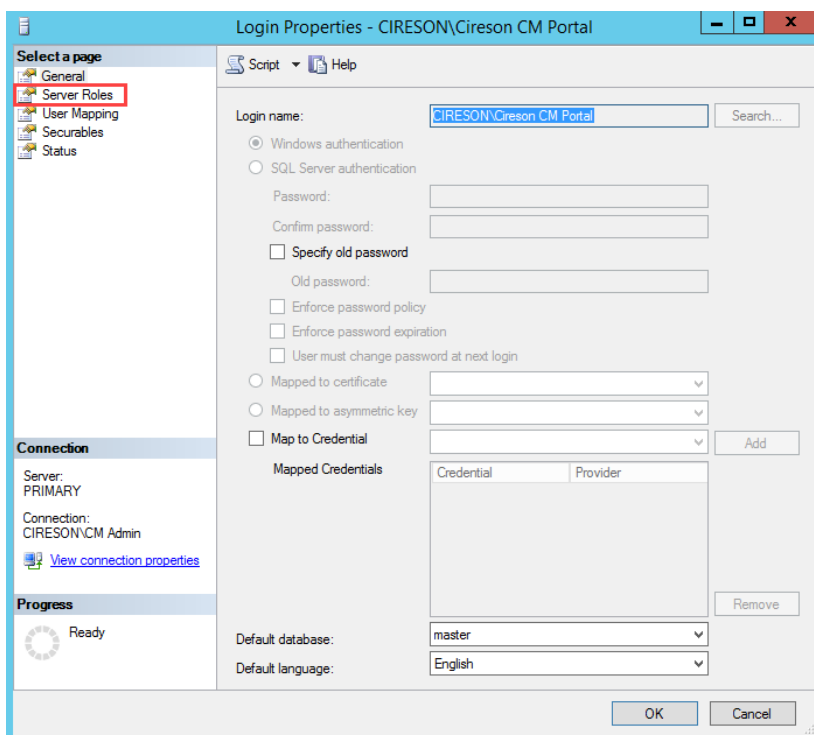 Login Properties - CIRESON\Cireson CM Portal
Select a page
General
Server Roles
User Mapping
Securables
Status
Script Help
Login name: CIRESON\Cireson CM Portal Search...
Windows authentication
SQL Server authentication
Password:
Confirm password:
Specify old password
Old password:
Enforce password policy
Enforce password expiration
User must change password at next login
Mapped to certificate
Mapped to asymmetric key
Map to Credential Add
Mapped Credentials Credential Provider
Remove
Default database: master
Default language: English
Connection
Server:
PRIMARY
Connection:
CIRESON\CM Admin
View connection properties
Progress
Ready
OK Cancel